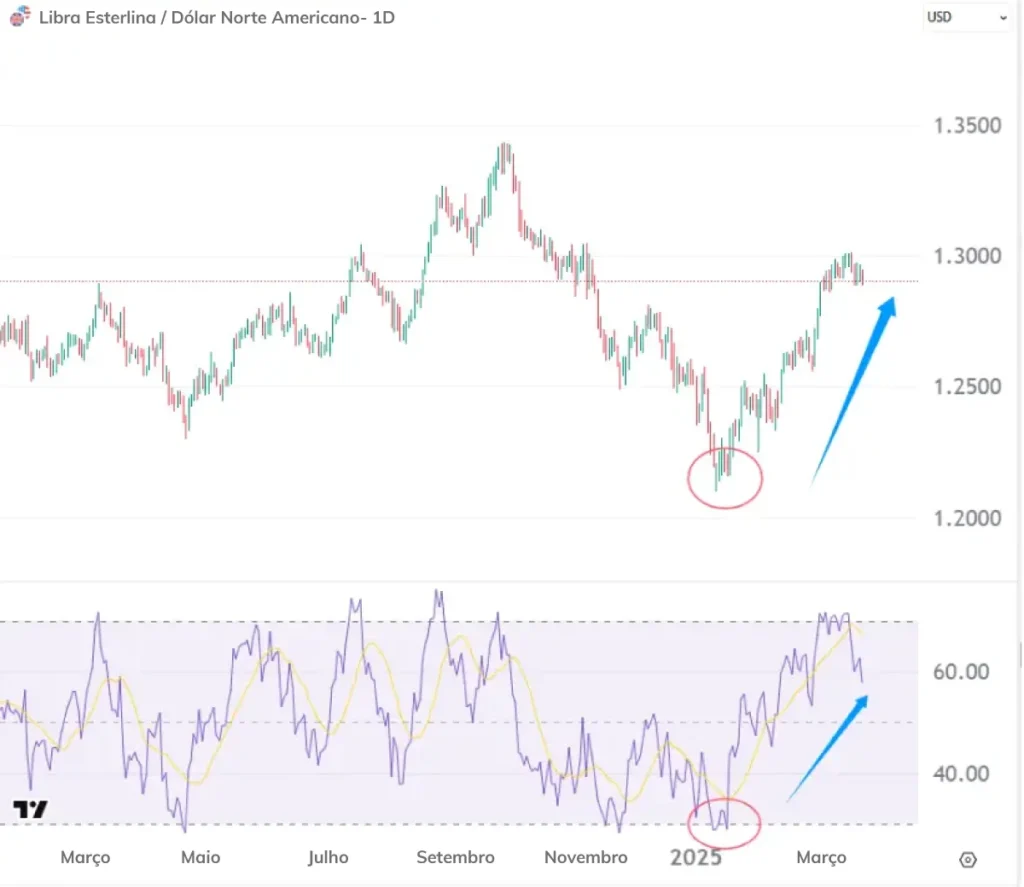 Libra Esterlina / Dólar Norte Americano- 1D
USD
1.3500
1.3000
1.2500
1.2000
60.00
40.00
Março
Maio
Julho
Setembro
Novembro
2025
Março